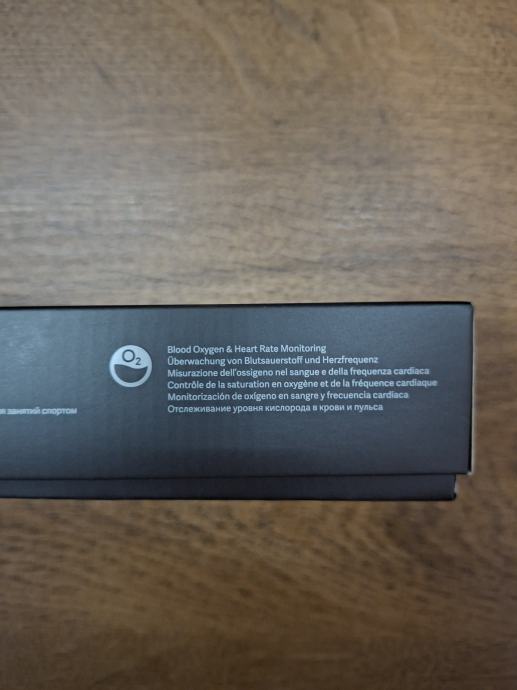 O2
Blood Oxygen & Heart Rate Monitoring
Überwachung von Blutsauerstoff und Herzfrequenz
Misurazione dell'ossigeno nel sangue e della frequenza cardiaca
Contrôle de la saturation en oxygène et de la fréquence cardiaque
Monitorización de oxígeno en sangre y frecuencia cardíaca
Отслеживание уровня кислорода в крови и пульса
занятий спортом